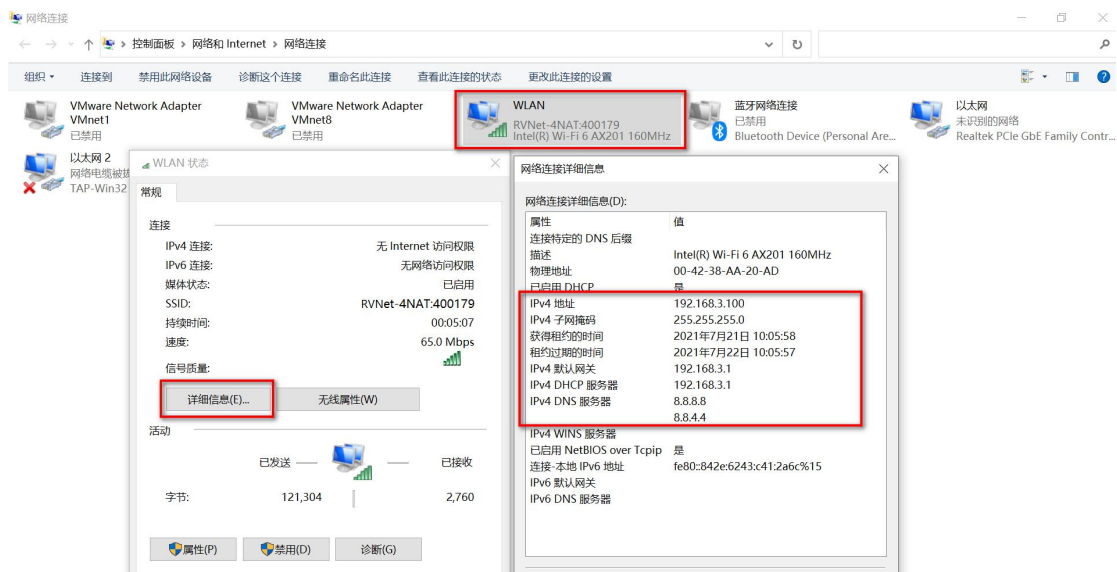 网络连接
控制面板 > 网络和 Internet > 网络连接
组织 连接到 禁用此网络设备 诊断这个连接 重命名此连接 查看此连接的状态 更改此连接的设置
VMware Network Adapter
VMnet1
已禁用
VMware Network Adapter
VMnet8
已禁用
WLAN
RVNet-4NAT:400179
Intel(R) Wi-Fi 6 AX201 160MHz
蓝牙网络连接
已禁用
Bluetooth Device (Personal Are...
以太网
未识别的网络
Realtek PCIe GbE Family Contr...
以太网 2
网络电缆被拔
TAP-Win32
WLAN 状态
常规
连接
IPv4 连接: 无 Internet 访问权限
IPv6 连接: 无网络访问权限
媒体状态: 已启用
SSID: RVNet-4NAT:400179
持续时间: 00:05:07
速度: 65.0 Mbps
信号质量:
详细信息(E)... 无线属性(W)
活动
已发送 已接收
字节: 121,304 2,760
属性(P) 禁用(D) 诊断(G)
网络连接详细信息
网络连接详细信息(D):
属性 值
连接特定的 DNS 后缀
描述 Intel(R) Wi-Fi 6 AX201 160MHz
物理地址 00-42-38-AA-20-AD
已启用 DHCP 是
IPv4 地址 192.168.3.100
IPv4 子网掩码 255.255.255.0
获得租约的时间 2021年7月21日 10:05:58
租约过期的时间 2021年7月22日 10:05:57
IPv4 默认网关 192.168.3.1
IPv4 DHCP 服务器 192.168.3.1
IPv4 DNS 服务器 8.8.8.8
8.8.4.4
IPv4 WINS 服务器
已启用 NetBIOS over Tcpip 是
连接-本地 IPv6 地址 fe80::842e:6243:c41:2a6c%15
IPv6 默认网关
IPv6 DNS 服务器